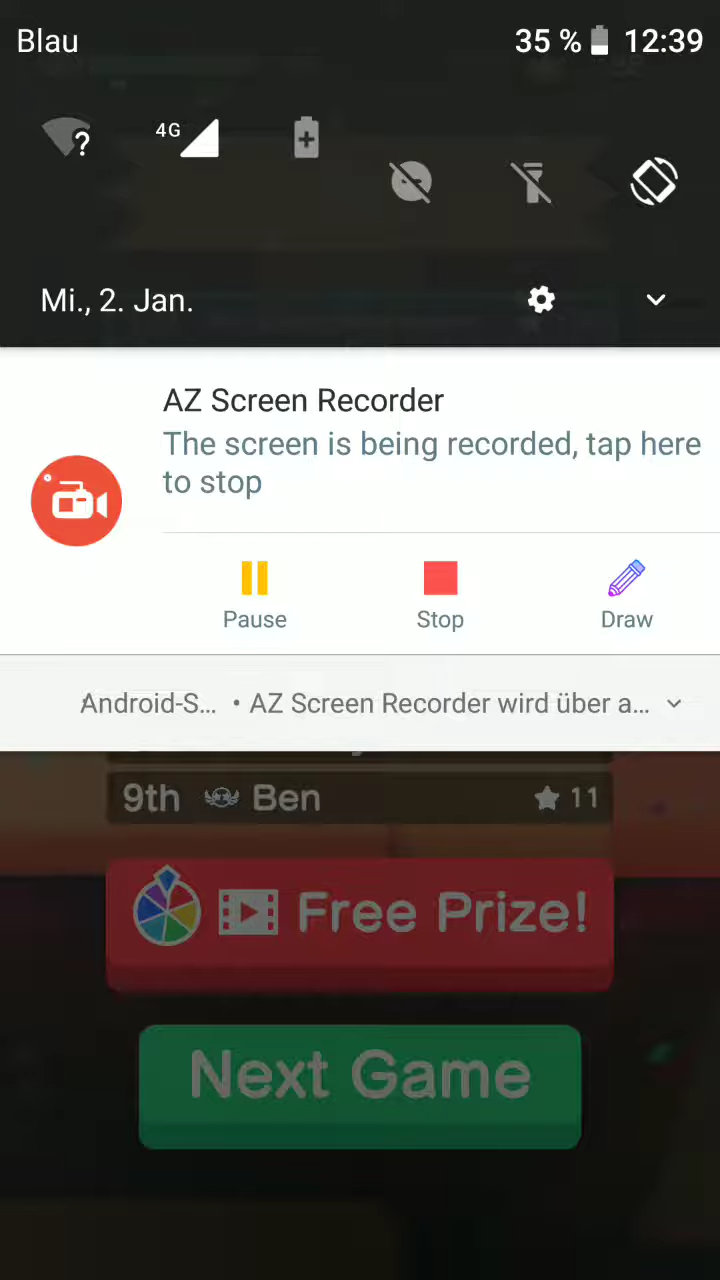 Blau
35 %
12:39
4G
Mi., 2. Jan.
AZ Screen Recorder
The screen is being recorded, tap here
to stop
Pause
Stop
Draw
Android-S... • AZ Screen Recorder wird über a...
9th Ben 11
Free Prize!
Next Game